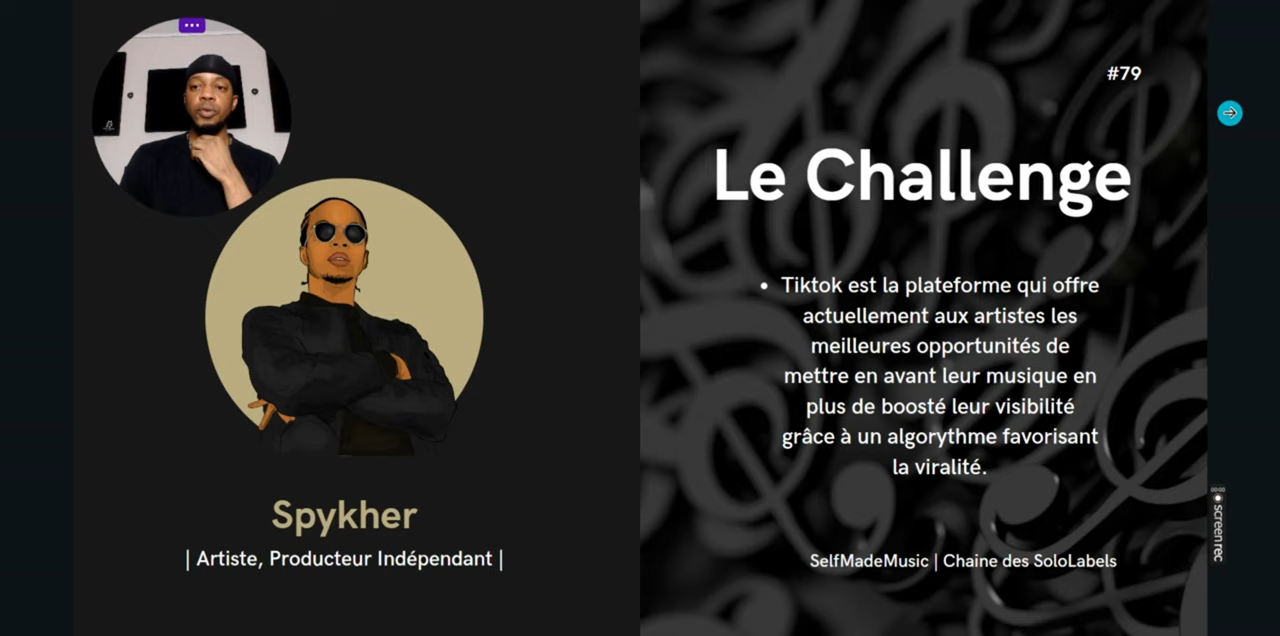 Spykher
| Artiste, Producteur Indépendant |
#79
Le Challenge
• Tiktok est la plateforme qui offre
actuellement aux artistes les
meilleures opportunités de
mettre en avant leur musique en
plus de boosté leur visibilité
grâce à un algorythme favorisant
la viralité.
SelfMadeMusic | Chaine des SoloLabels
00:00
screenrec